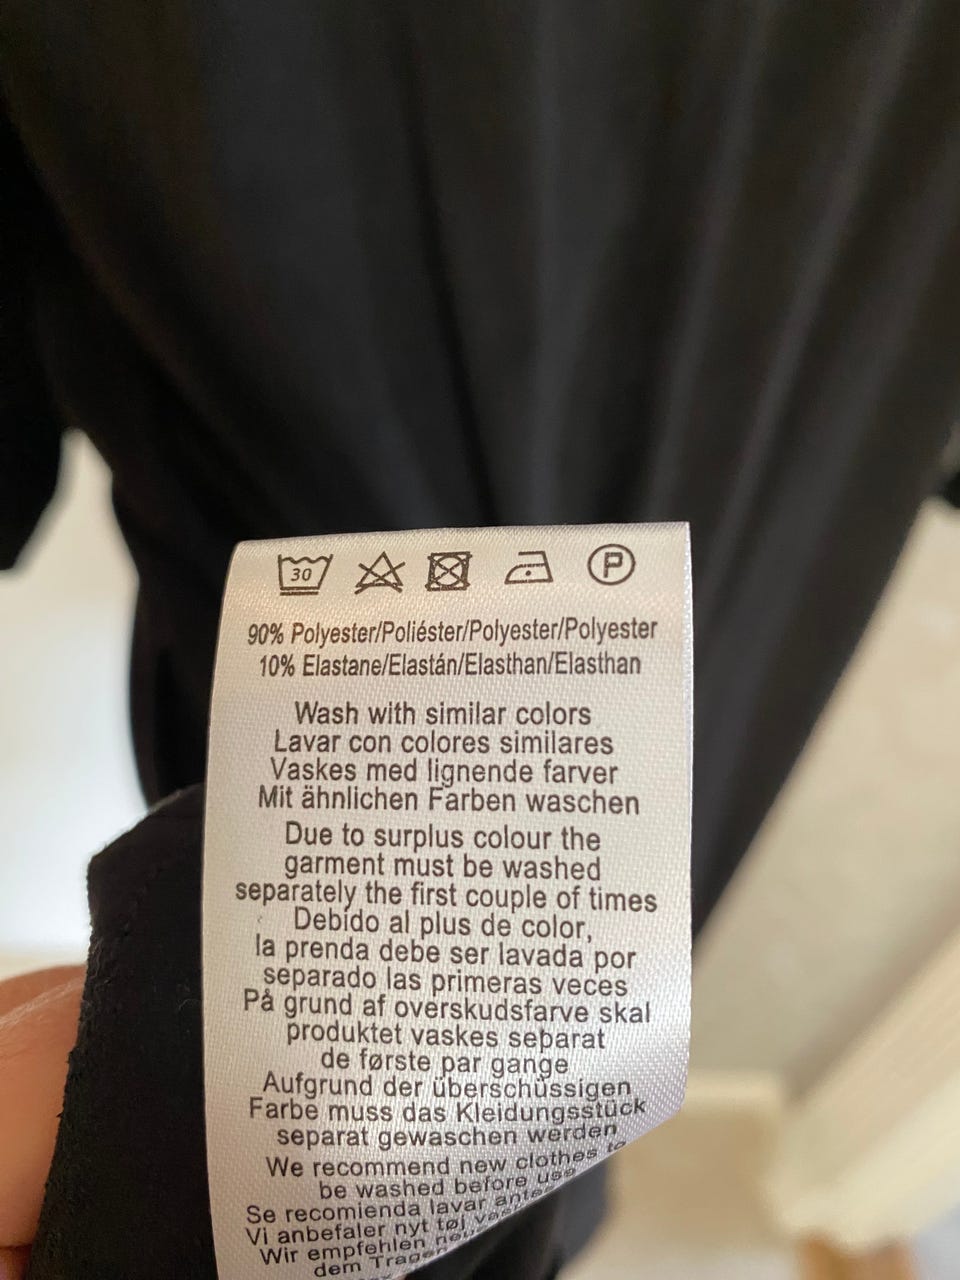 30 P
90% Polyester/Poliéster/Polyester/Polyester
10% Elastane/Elastán/Elasthan/Elasthan
Wash with similar colors
Lavar con colores similares
Vaskes med lignende farver
Mit ähnlichen Farben waschen
Due to surplus colour the
garment must be washed
separately the first couple of times
Debido al plus de color,
la prenda debe ser lavada por
separado las primeras veces
På grund af overskudsfarve skal
produktet vaskes separat
de første par gange
Aufgrund der überschüssigen
Farbe muss das Kleidungsstück
separat gewaschen werden
We recommend new clothes to
be washed before use
Se recomienda lavar
Vi anbefaler nyt tøj
Wir empfehlen
dem